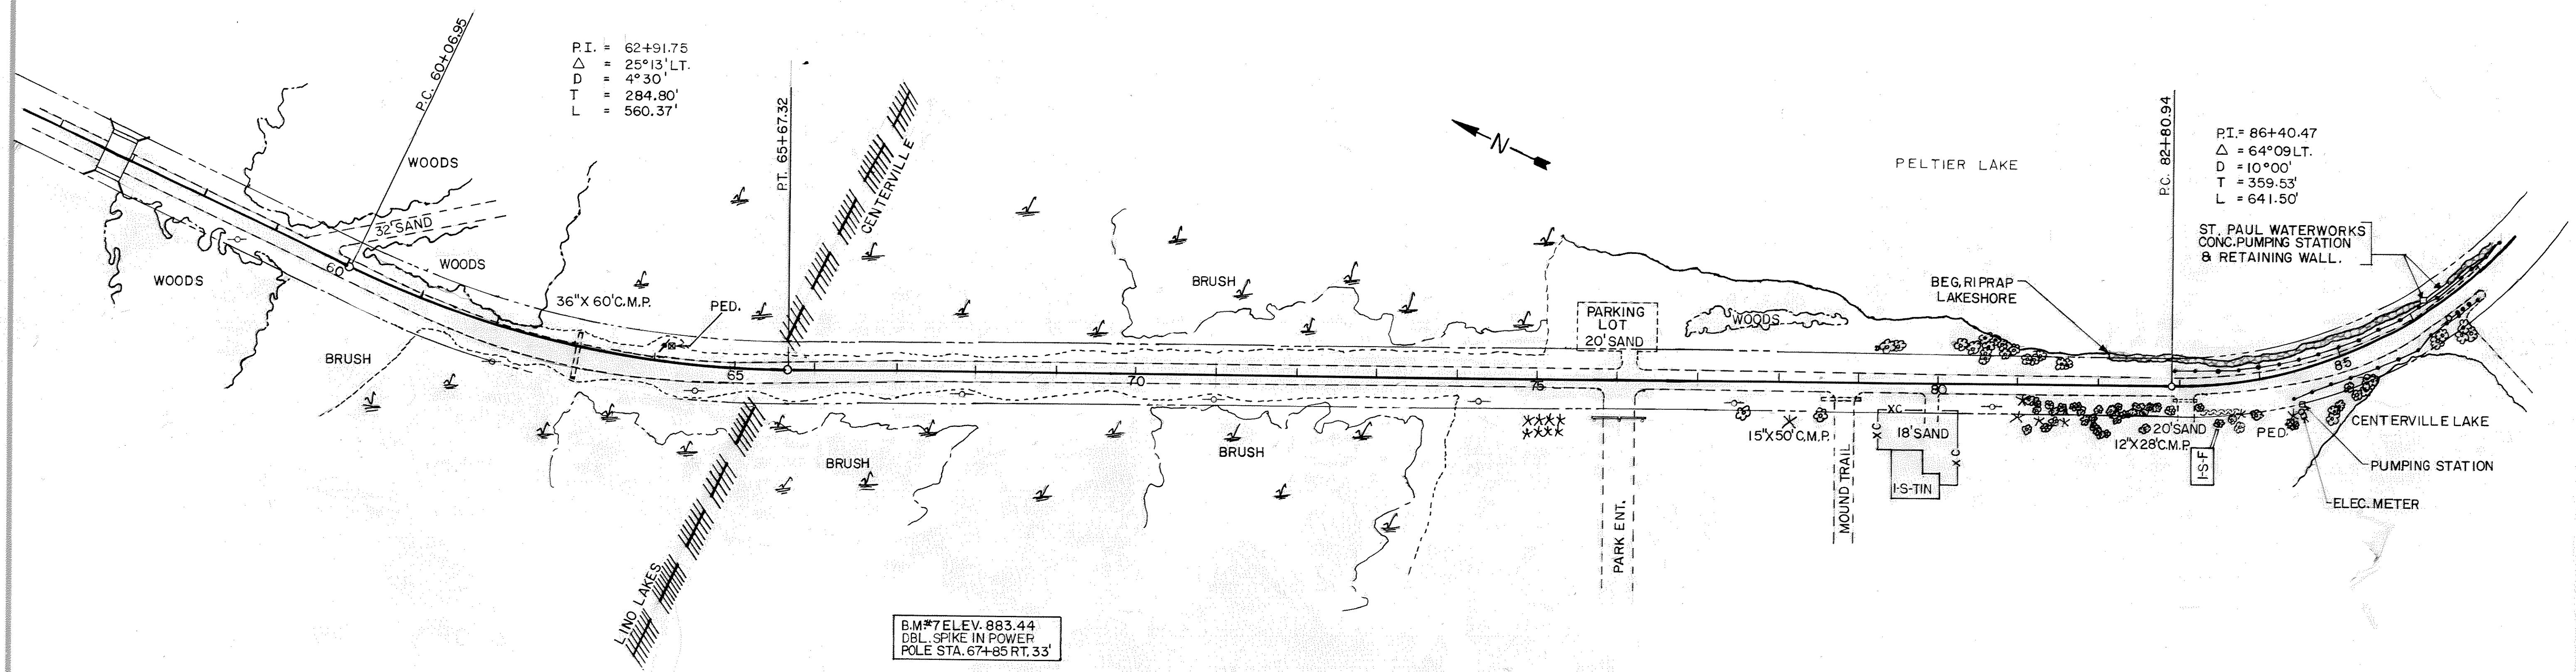 P.C. 60+06.95
P.I. = 62+91.75
△ = 25°13' LT.
D = 4°30'
T = 284.80'
L = 560.37'
WOODS
32' SAND
WOODS
WOODS
60
36"X 60'C.M.P.
PED.
BRUSH
65
P.T. 65+67.32
CENTERVILLE
LINO LAKES
BRUSH
BRUSH
70
BRUSH
N
B.M.#7 ELEV. 883.44
DBL. SPIKE IN POWER
POLE STA. 67+85 RT. 33'
75
PARKING
LOT
20' SAND
PARK ENT.
WOODS
PELTIER LAKE
BEG. RIPRAP
LAKESHORE
15"X50' C.M.P.
MOUND TRAIL
XC
XC
XC
18' SAND
1-S-TIN
80
P.C. 82+80.94
P.I. = 86+40.47
△ = 64°09 LT.
D = 10°00'
T = 359.53'
L = 641.50'
ST. PAUL WATERWORKS
CONC. PUMPING STATION
& RETAINING WALL.
85
20' SAND
12"X28'C.M.P.
1-S-F
PED.
CENTERVILLE LAKE
PUMPING STATION
ELEC. METER